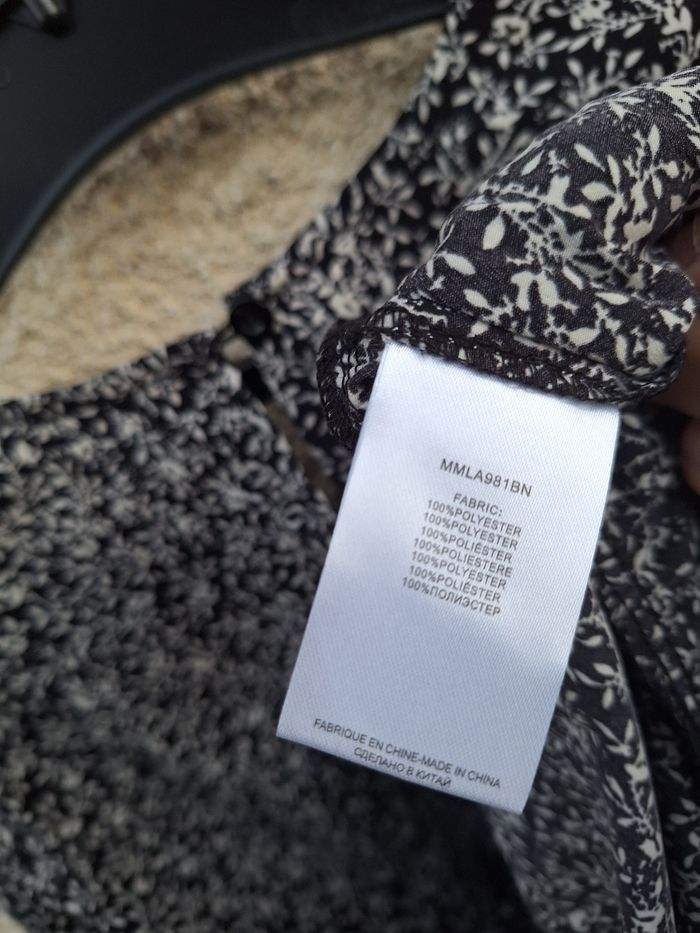 MMLA981BN
FABRIC:
100%POLYESTER
100%POLYESTER
100%POLIÉSTER
100%POLIESTERE
100%POLYESTER
100%POLIÉSTER
100%ПОЛИЭСТЕР
FABRIQUE EN CHINE-MADE IN CHINA
СДЕЛАНО В КИТАЙ